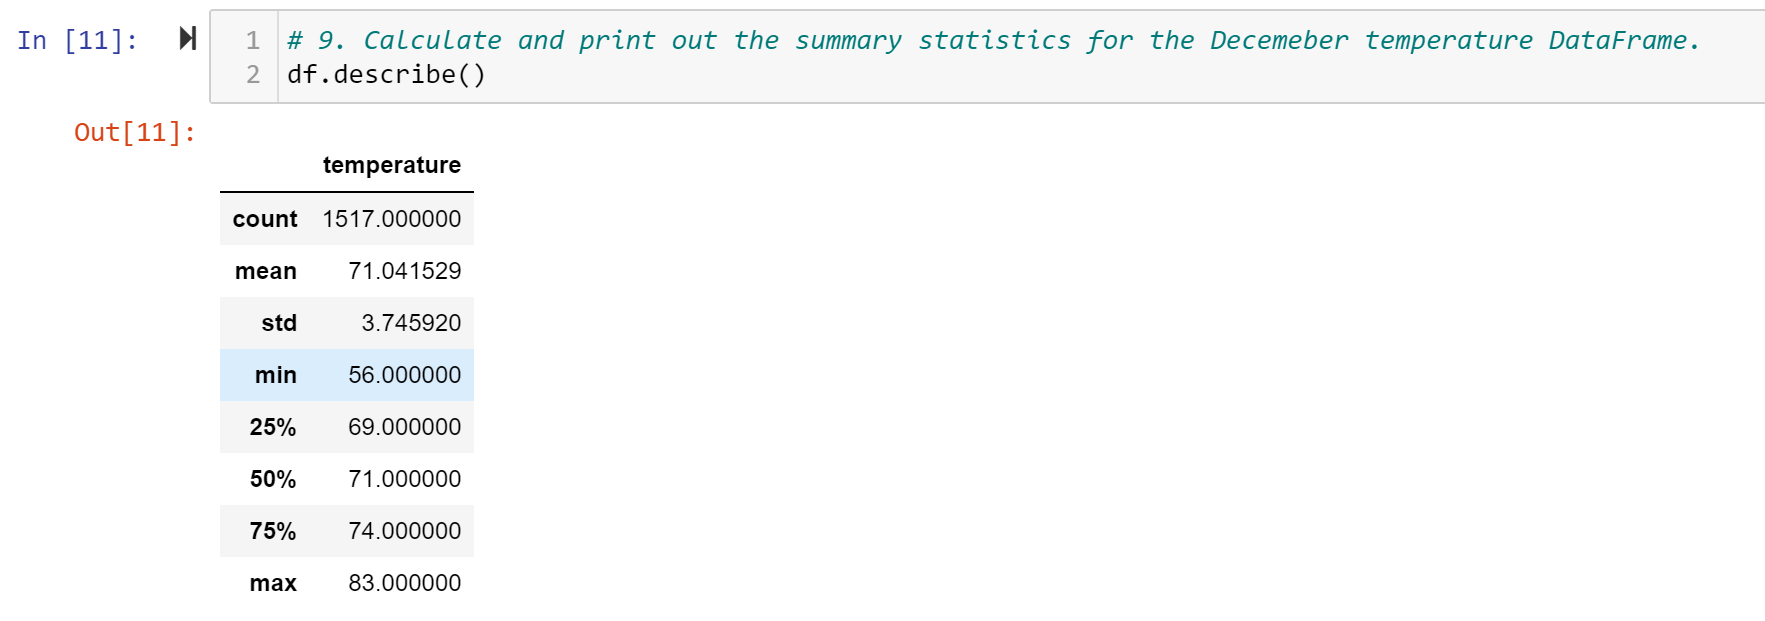 In [11]:
1 # 9. Calculate and print out the summary statistics for the Decemeber temperature DataFrame.
2 df.describe()
Out[11]:
temperature
count 1517.000000
mean 71.041529
std 3.745920
min 56.000000
25% 69.000000
50% 71.000000
75% 74.000000
max 83.000000